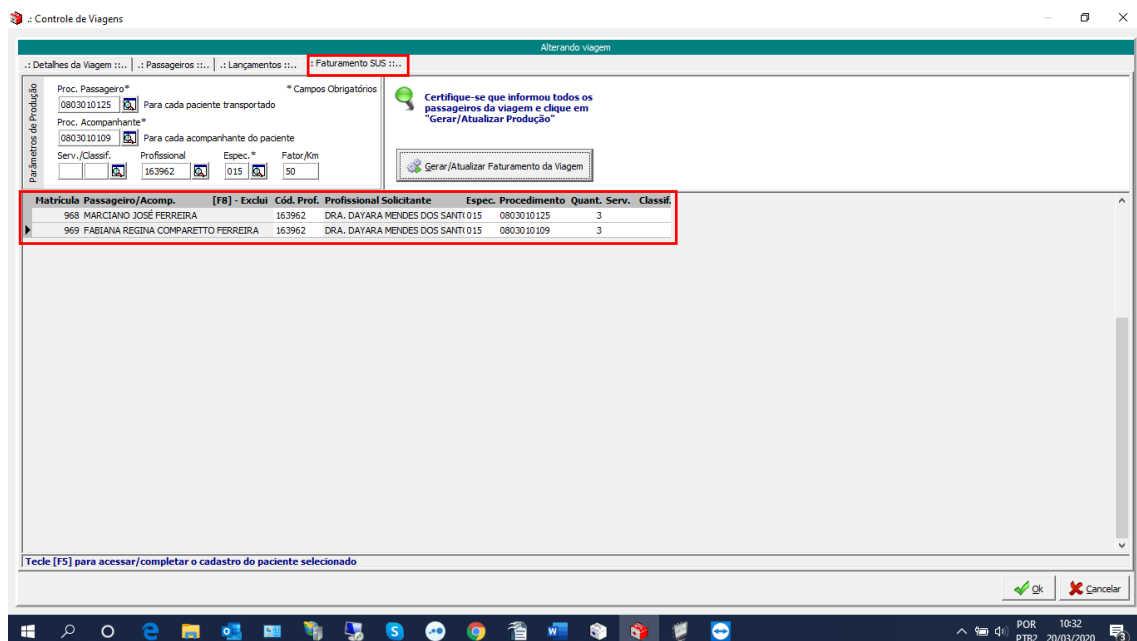 .: Controle de Viagens
Alterando viagem
.: Detalhes da Viagem ::.. .: Passageiros ::.. .: Lançamentos ::.. : Faturamento SUS ::..
Parâmetros de Produção
Proc. Passageiro* * Campos Obrigatórios
0803010125 Para cada paciente transportado
Proc. Acompanhante*
0803010109 Para cada acompanhante do paciente
Serv./Classif. Profissional Espec.* Fator/Km
163962 015 50
Certifique-se que informou todos os
passageiros da viagem e clique em
"Gerar/Atualizar Produção"
Gerar/Atualizar Faturamento da Viagem
Matrícula Passageiro/Acomp. [F8] - Exclui Cód. Prof. Profissional Solicitante Espec. Procedimento Quant. Serv. Classif.
968 MARCIANO JOSÉ FERREIRA 163962 DRA. DAYARA MENDES DOS SANT( 015 0803010125 3
969 FABIANA REGINA COMPARETTO FERREIRA 163962 DRA. DAYARA MENDES DOS SANT( 015 0803010109 3
Tecle [F5] para acessar/completar o cadastro do paciente selecionado
Ok Cancelar
POR 10:32
PTB2 20/03/2020 3